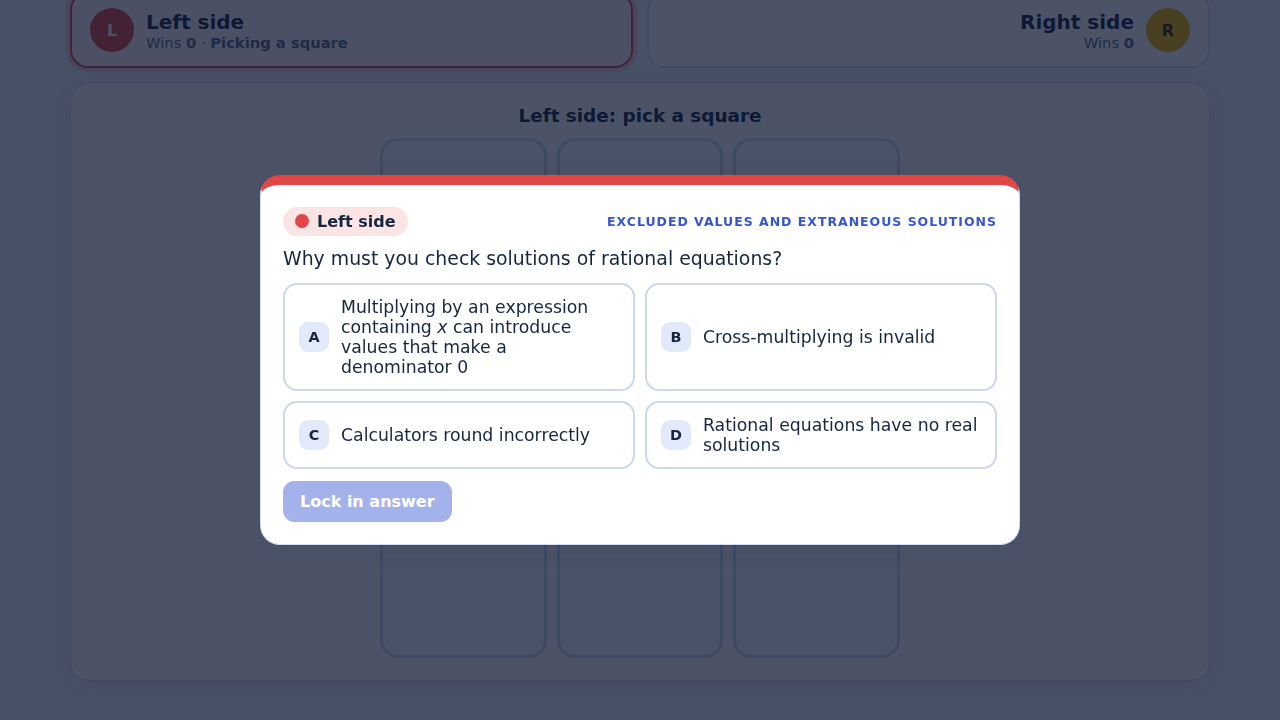 L
Left side
Wins 0 · Picking a square
Right side
Wins 0
R
Left side: pick a square
Left side
EXCLUDED VALUES AND EXTRANEOUS SOLUTIONS
Why must you check solutions of rational equations?
A
Multiplying by an expression
containing x can introduce
values that make a
denominator 0
B
Cross-multiplying is invalid
C
Calculators round incorrectly
D
Rational equations have no real
solutions
Lock in answer